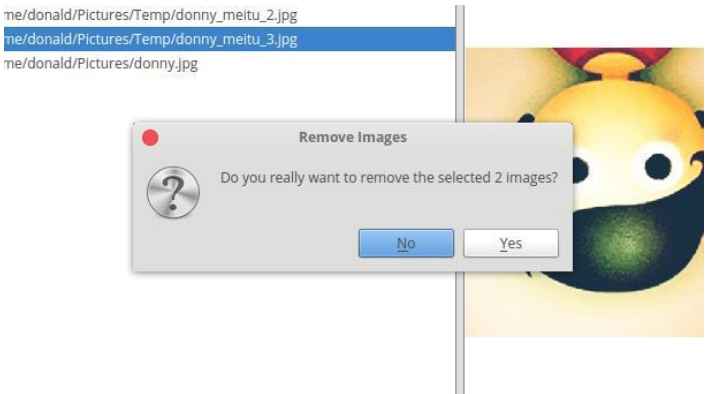 me/donald/Pictures/Temp/donny_meitu_2.jpg
me/donald/Pictures/Temp/donny_meitu_3.jpg
me/donald/Pictures/donny.jpg
Remove Images
Do you really want to remove the selected 2 images?
No
Yes